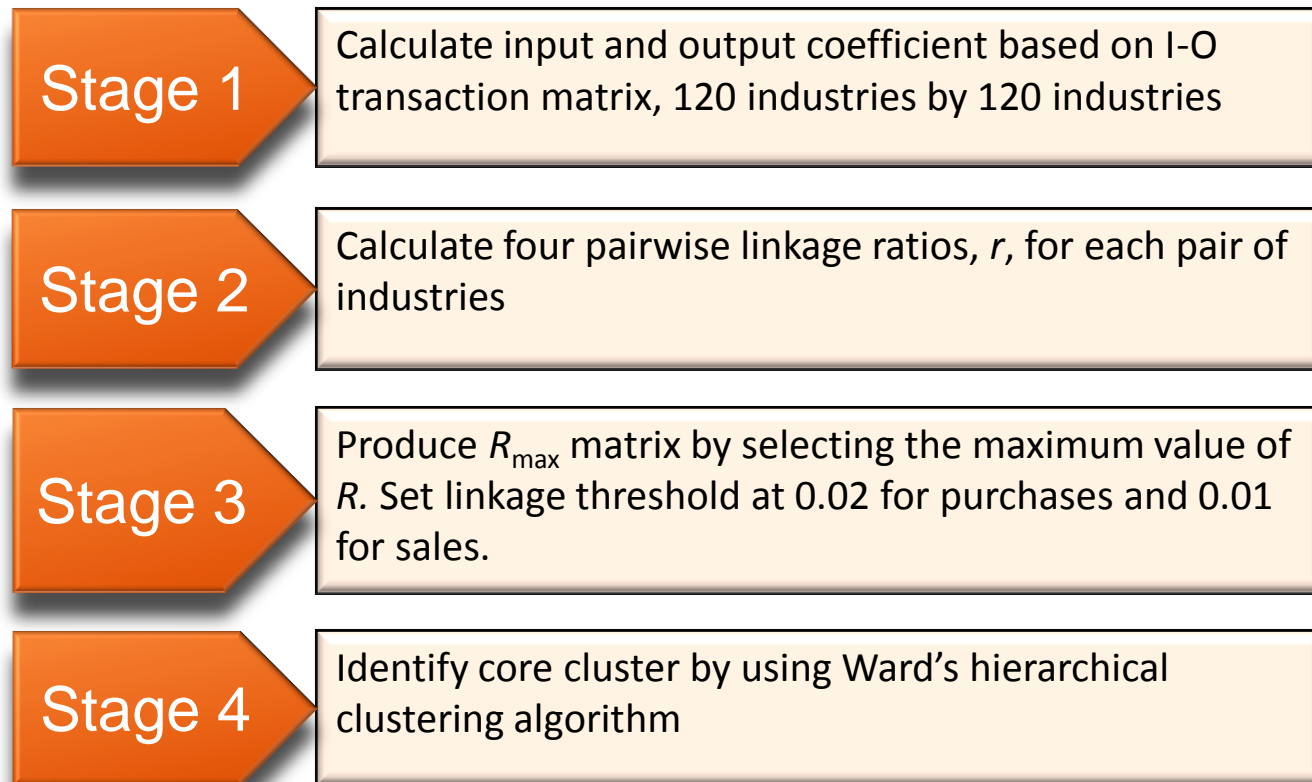 Stage 1
Calculate input and output coefficient based on I-O
transaction matrix, 120 industries by 120 industries
Stage 2
Calculate four pairwise linkage ratios, r, for each pair of
industries
Stage 3
Produce Rmax matrix by selecting the maximum value of
R. Set linkage threshold at 0.02 for purchases and 0.01
for sales.
Stage 4
Identify core cluster by using Ward’s hierarchical
clustering algorithm